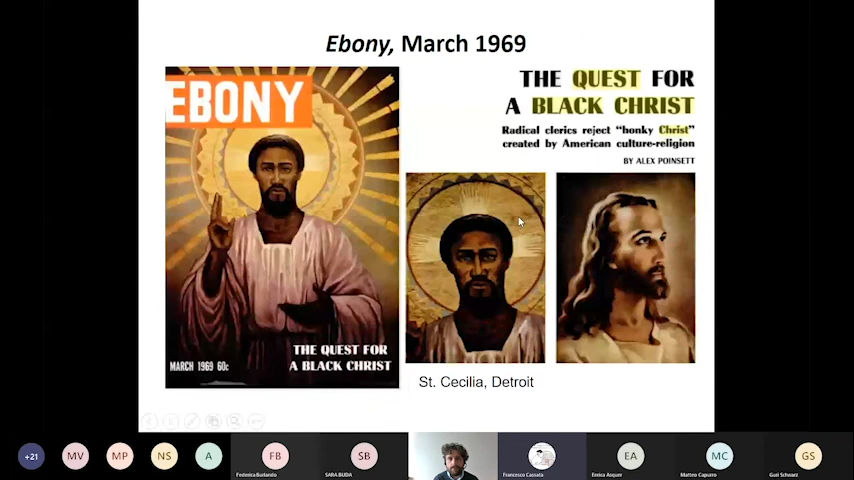 Ebony, March 1969
EBONY
THE QUEST FOR
A BLACK CHRIST
MARCH 1969 60c
THE QUEST FOR
A BLACK CHRIST
Radical clerics reject “honky Christ”
created by American culture-religion
BY ALEX POINSETT
St. Cecilia, Detroit
+21
MV
MP
NS
A
FB
Federica Burlando
SB
SARA BUDA
Francesco Cassata
EA
Enrica Asquer
MC
Matteo Capurro
GS
Guri Schwarz